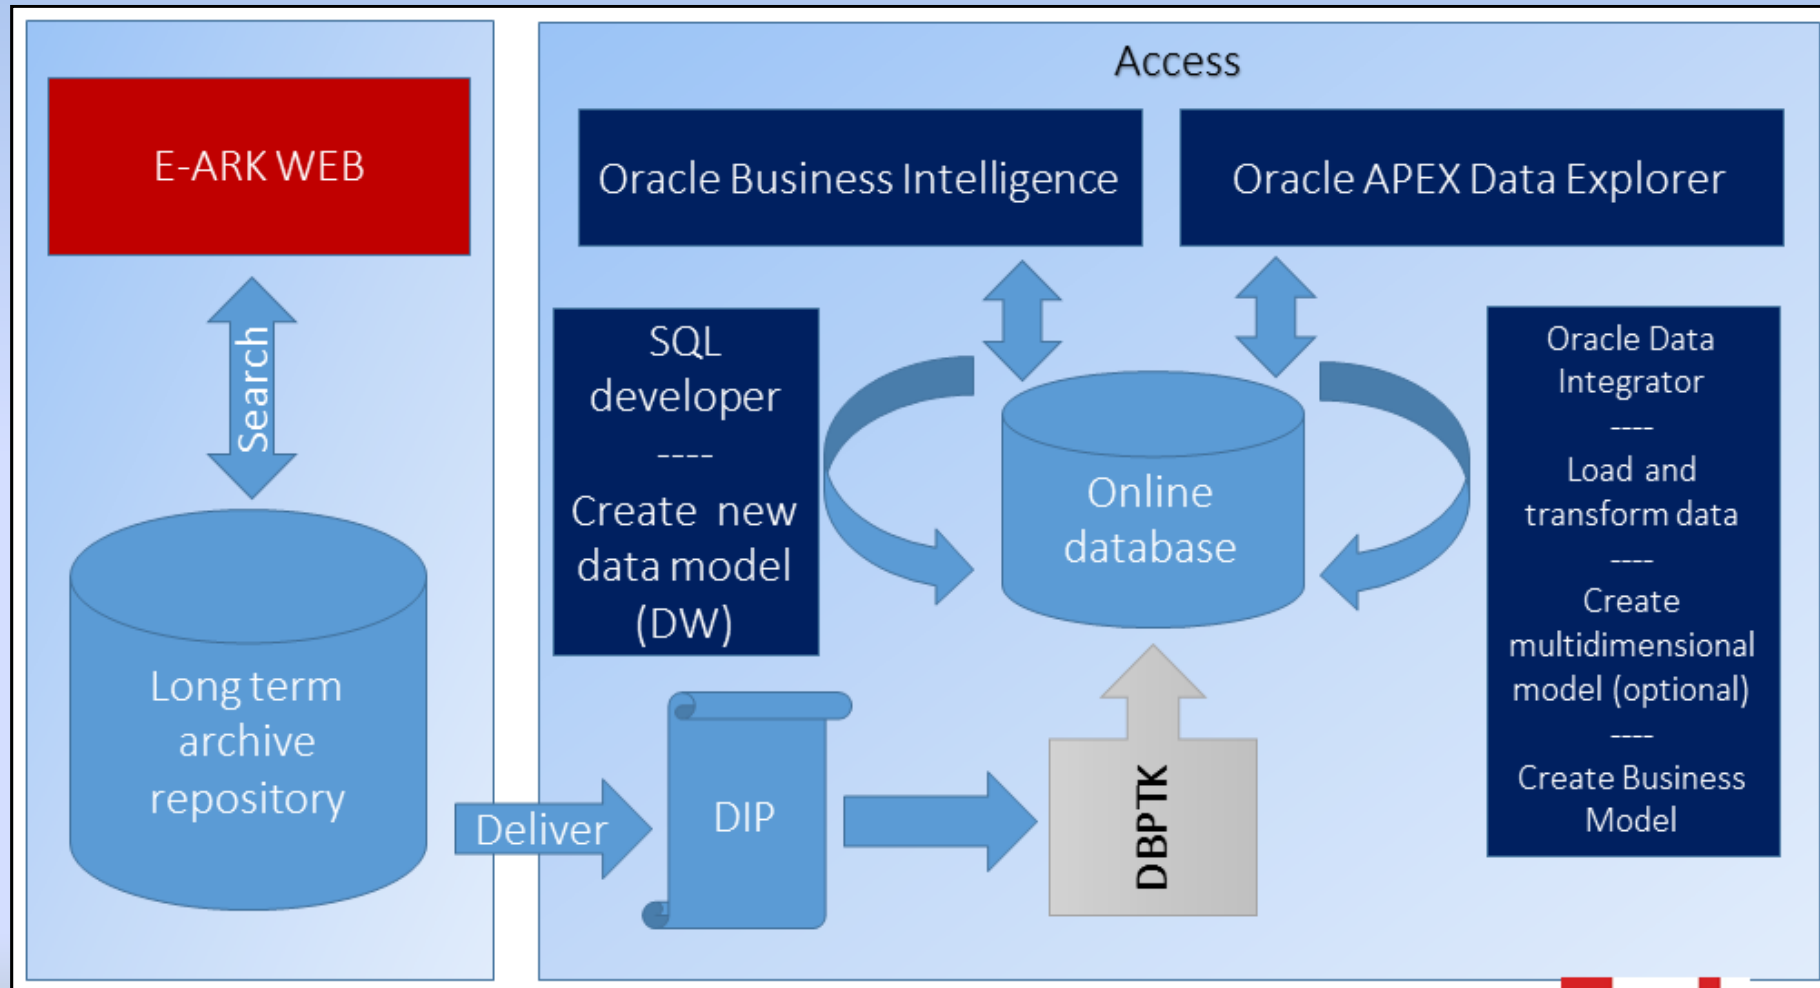 E-ARK WEB
Search
Long term
archive
repository
Deliver
Access
Oracle Business Intelligence
Oracle APEX Data Explorer
SQL
developer
----
Create new
data model
(DW)
Online
database
Oracle Data
Integrator
----
Load and
transform data
----
Create
multidimensional
model (optional)
----
Create Business
Model
DIP
DBPTK